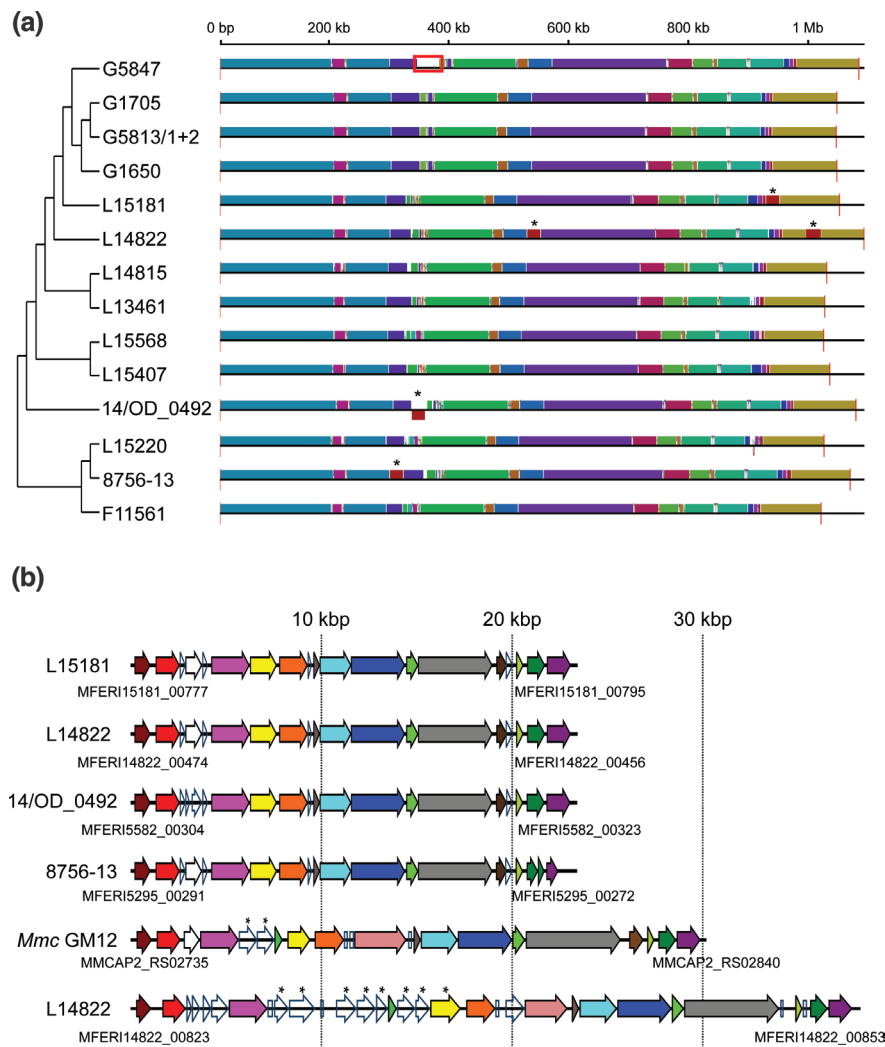 (a)
0 bp 200 kb 400 kb 600 kb 800 kb 1 Mb
G5847
G1705
G5813/1+2
G1650
L15181 *
L14822 * *
L14815
L13461
L15568
L15407
14/OD_0492 *
L15220
8756-13 *
F11561
(b)
10 kbp 20 kbp 30 kbp
L15181
MFERI15181_00777 MFERI15181_00795
L14822
MFERI14822_00474 MFERI14822_00456
14/OD_0492
MFERI5582_00304 MFERI5582_00323
8756-13
MFERI5295_00291 MFERI5295_00272
* *
Mmc GM12
MMCAP2_RS02735 MMCAP2_RS02840
* * * * * * * *
L14822
MFERI14822_00823 MFERI14822_00853